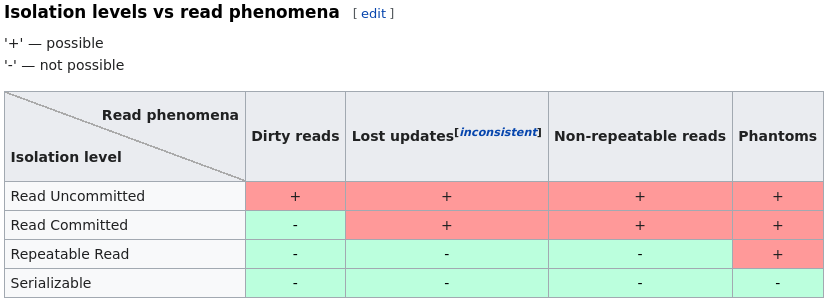 Isolation levels vs read phenomena [ edit ]
'+' — possible
'-' — not possible
Read phenomena
Isolation level
Dirty reads
Lost updates[inconsistent]
Non-repeatable reads
Phantoms
Read Uncommitted + + + +
Read Committed - + + +
Repeatable Read - - - +
Serializable - - - -